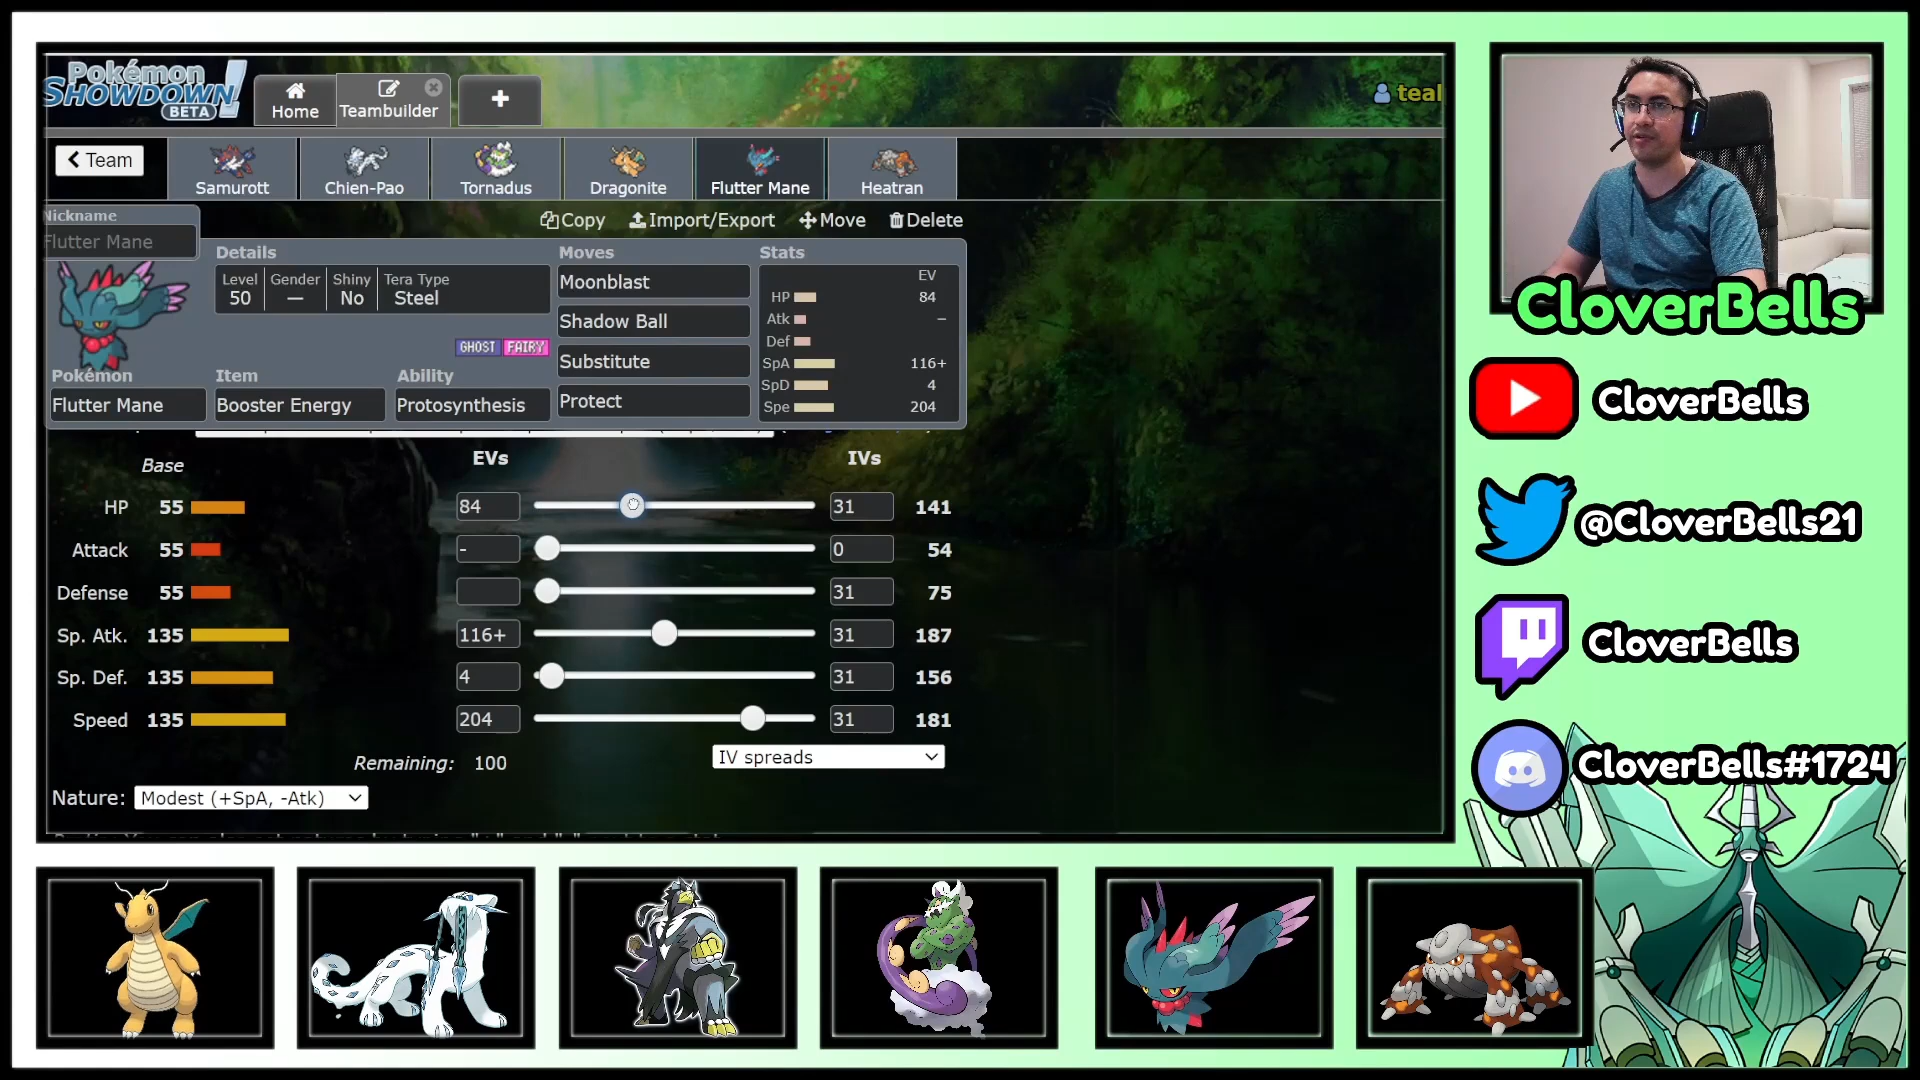 Pokémon
SHOWDOWN!
BETA
Home
Teambuilder
+
teal
Team
Samurott
Chien-Pao
Tornadus
Dragonite
Flutter Mane
Heatran
Nickname
Flutter Mane
Copy
Import/Export
Move
Delete
Details
Level
50
Gender
—
Shiny
No
Tera Type
Steel
GHOST FAIRY
Pokémon
Flutter Mane
Item
Booster Energy
Ability
Protosynthesis
Moves
Moonblast
Shadow Ball
Substitute
Protect
Stats
EV
HP 84
Atk –
Def
SpA 116+
SpD 4
Spe 204
Base EVs IVs
HP 55 84 31 141
Attack 55 - 0 54
Defense 55 31 75
Sp. Atk. 135 116+ 31 187
Sp. Def. 135 4 31 156
Speed 135 204 31 181
Remaining: 100
IV spreads
Nature: Modest (+SpA, -Atk)
CloverBells
CloverBells
@CloverBells21
CloverBells
CloverBells#1724